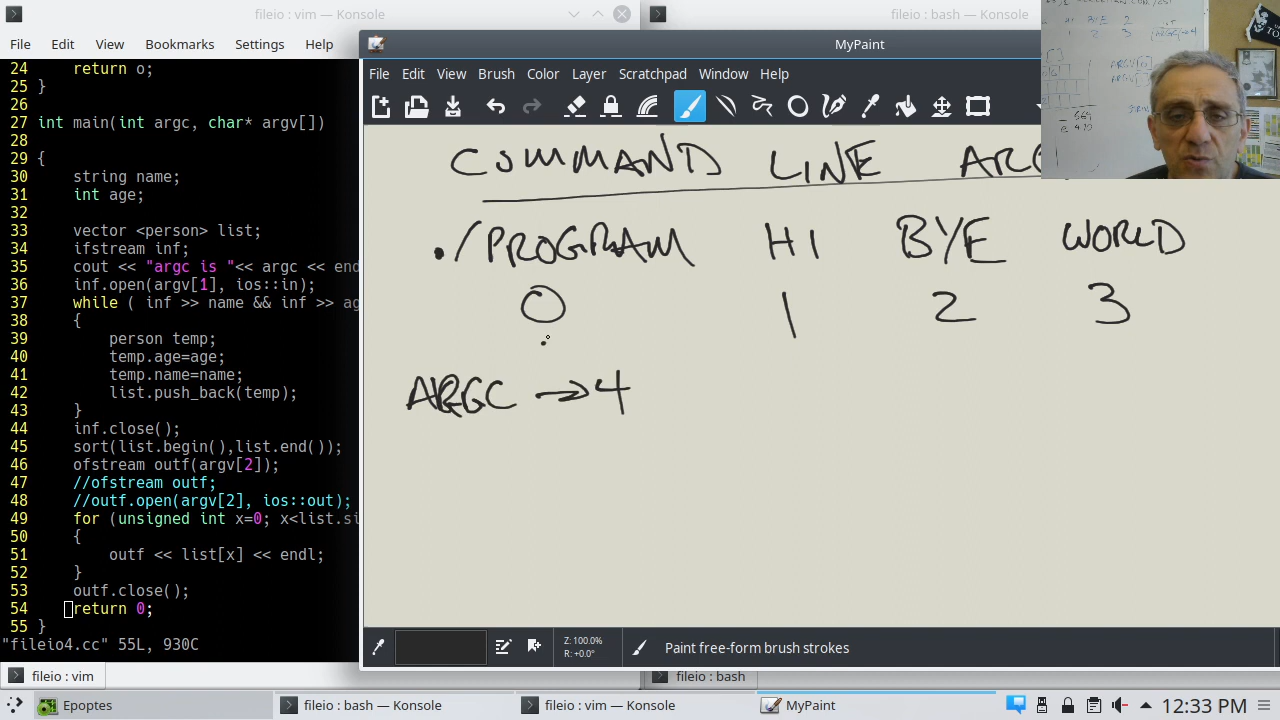 fileio : vim — Konsole
fileio : bash — Konsole
File Edit View Bookmarks Settings Help
MyPaint
File Edit View Brush Color Layer Scratchpad Window Help
24 return o;
25 }
26
27 int main(int argc, char* argv[])
28
29 {
30 string name;
31 int age;
32
33 vector <person> list;
34 ifstream inf;
35 cout << "argc is "<< argc << end
36 inf.open(argv[1], ios::in);
37 while ( inf >> name && inf >> ag
38 {
39 person temp;
40 temp.age=age;
41 temp.name=name;
42 list.push_back(temp);
43 }
44 inf.close();
45 sort(list.begin(),list.end());
46 ofstream outf(argv[2]);
47 //ofstream outf;
48 //outf.open(argv[2], ios::out);
49 for (unsigned int x=0; x<list.si
50 {
51 outf << list[x] << endl;
52 }
53 outf.close();
54 return 0;
55 }
"fileio4.cc" 55L, 930C
COMMAND LINE ARG
./PROGRAM HI BYE WORLD
0 1 2 3
ARGC →4
HI BYE 2
1 2 3
Z: 100.0%
R: +0.0°
Paint free-form brush strokes
fileio : vim
fileio : bash
Epoptes
fileio : bash — Konsole
fileio : vim — Konsole
MyPaint
12:33 PM